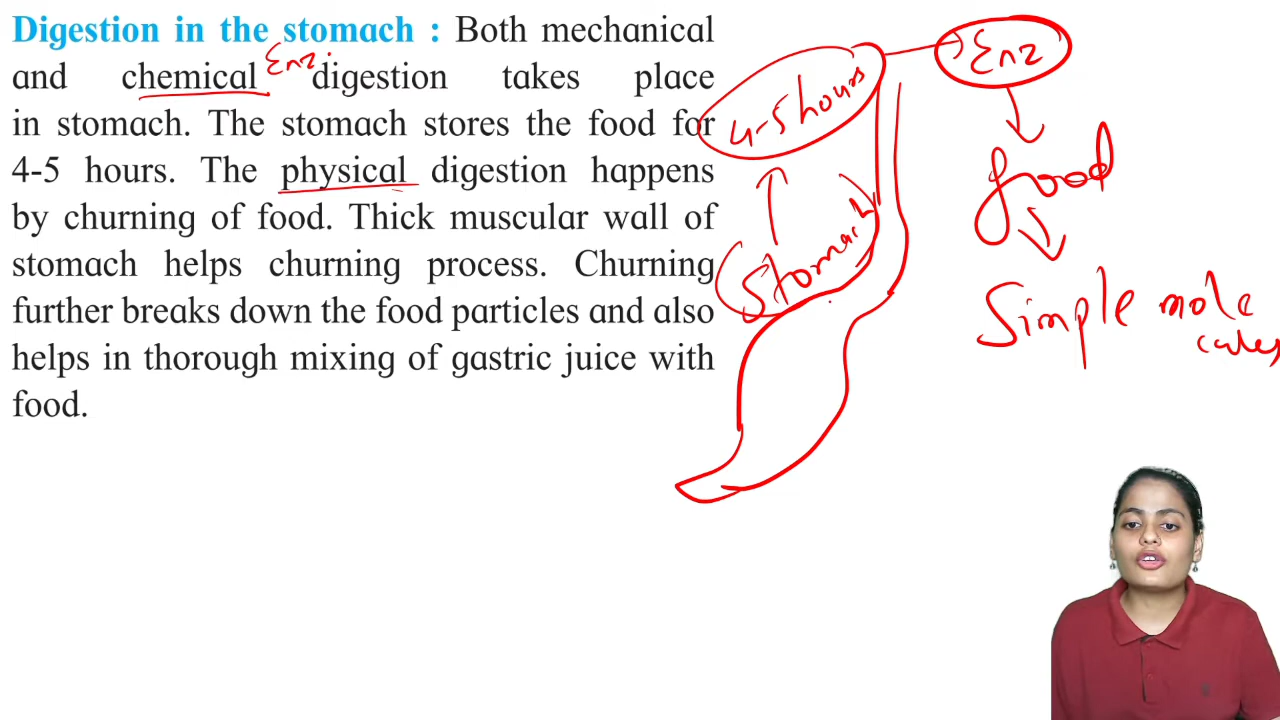 Digestion in the stomach : Both mechanical
and chemical Enz digestion takes place
in stomach. The stomach stores the food for
4-5 hours. The physical digestion happens
by churning of food. Thick muscular wall of
stomach helps churning process. Churning
further breaks down the food particles and also
helps in thorough mixing of gastric juice with
food.
4-5 hours
Stomach
Enz
food
Simple mole
cules